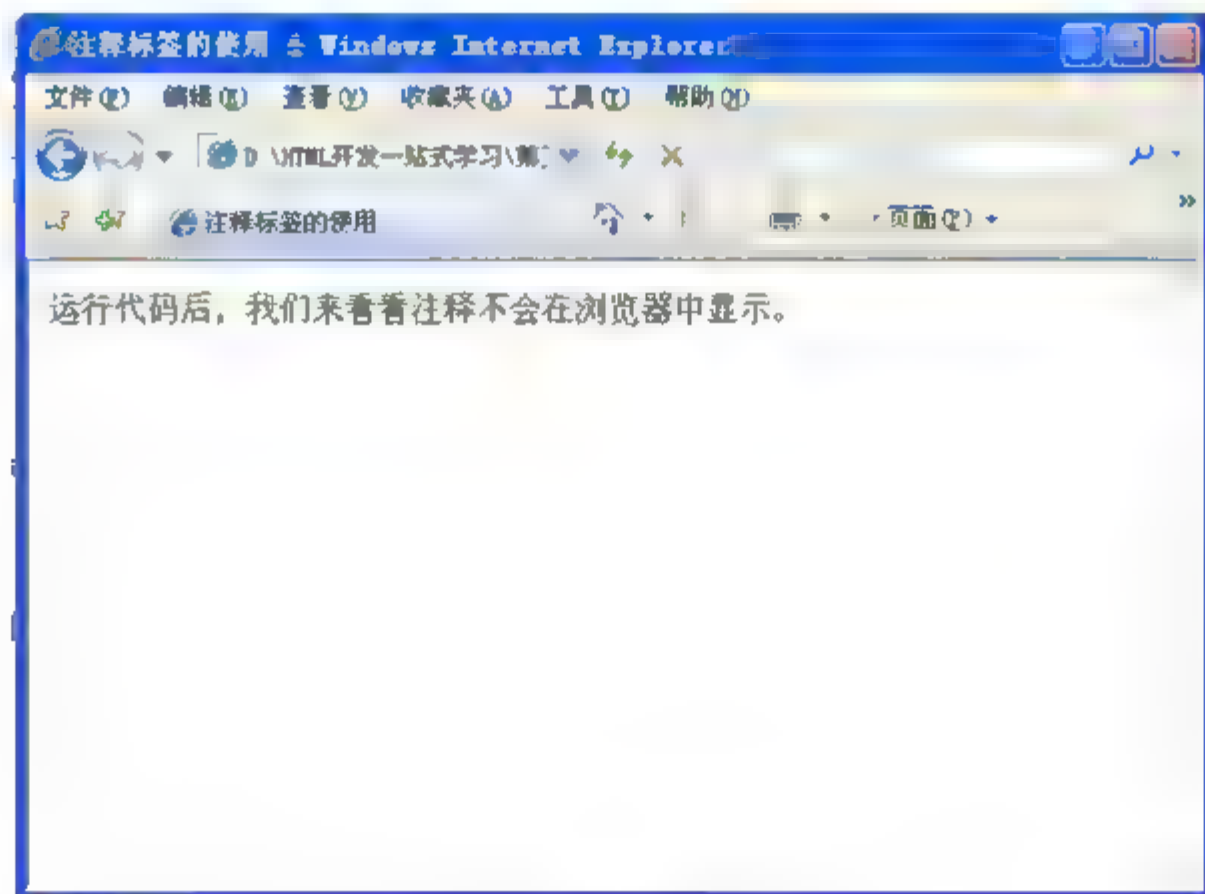 注释标签的使用 - Windows Internet Explorer
文件(F) 编辑(E) 查看(V) 收藏夹(A) 工具(T) 帮助(H)
D:\HTML开发一站式学习\第
注释标签的使用 页面(P)
运行代码后，我们来看看注释不会在浏览器中显示。